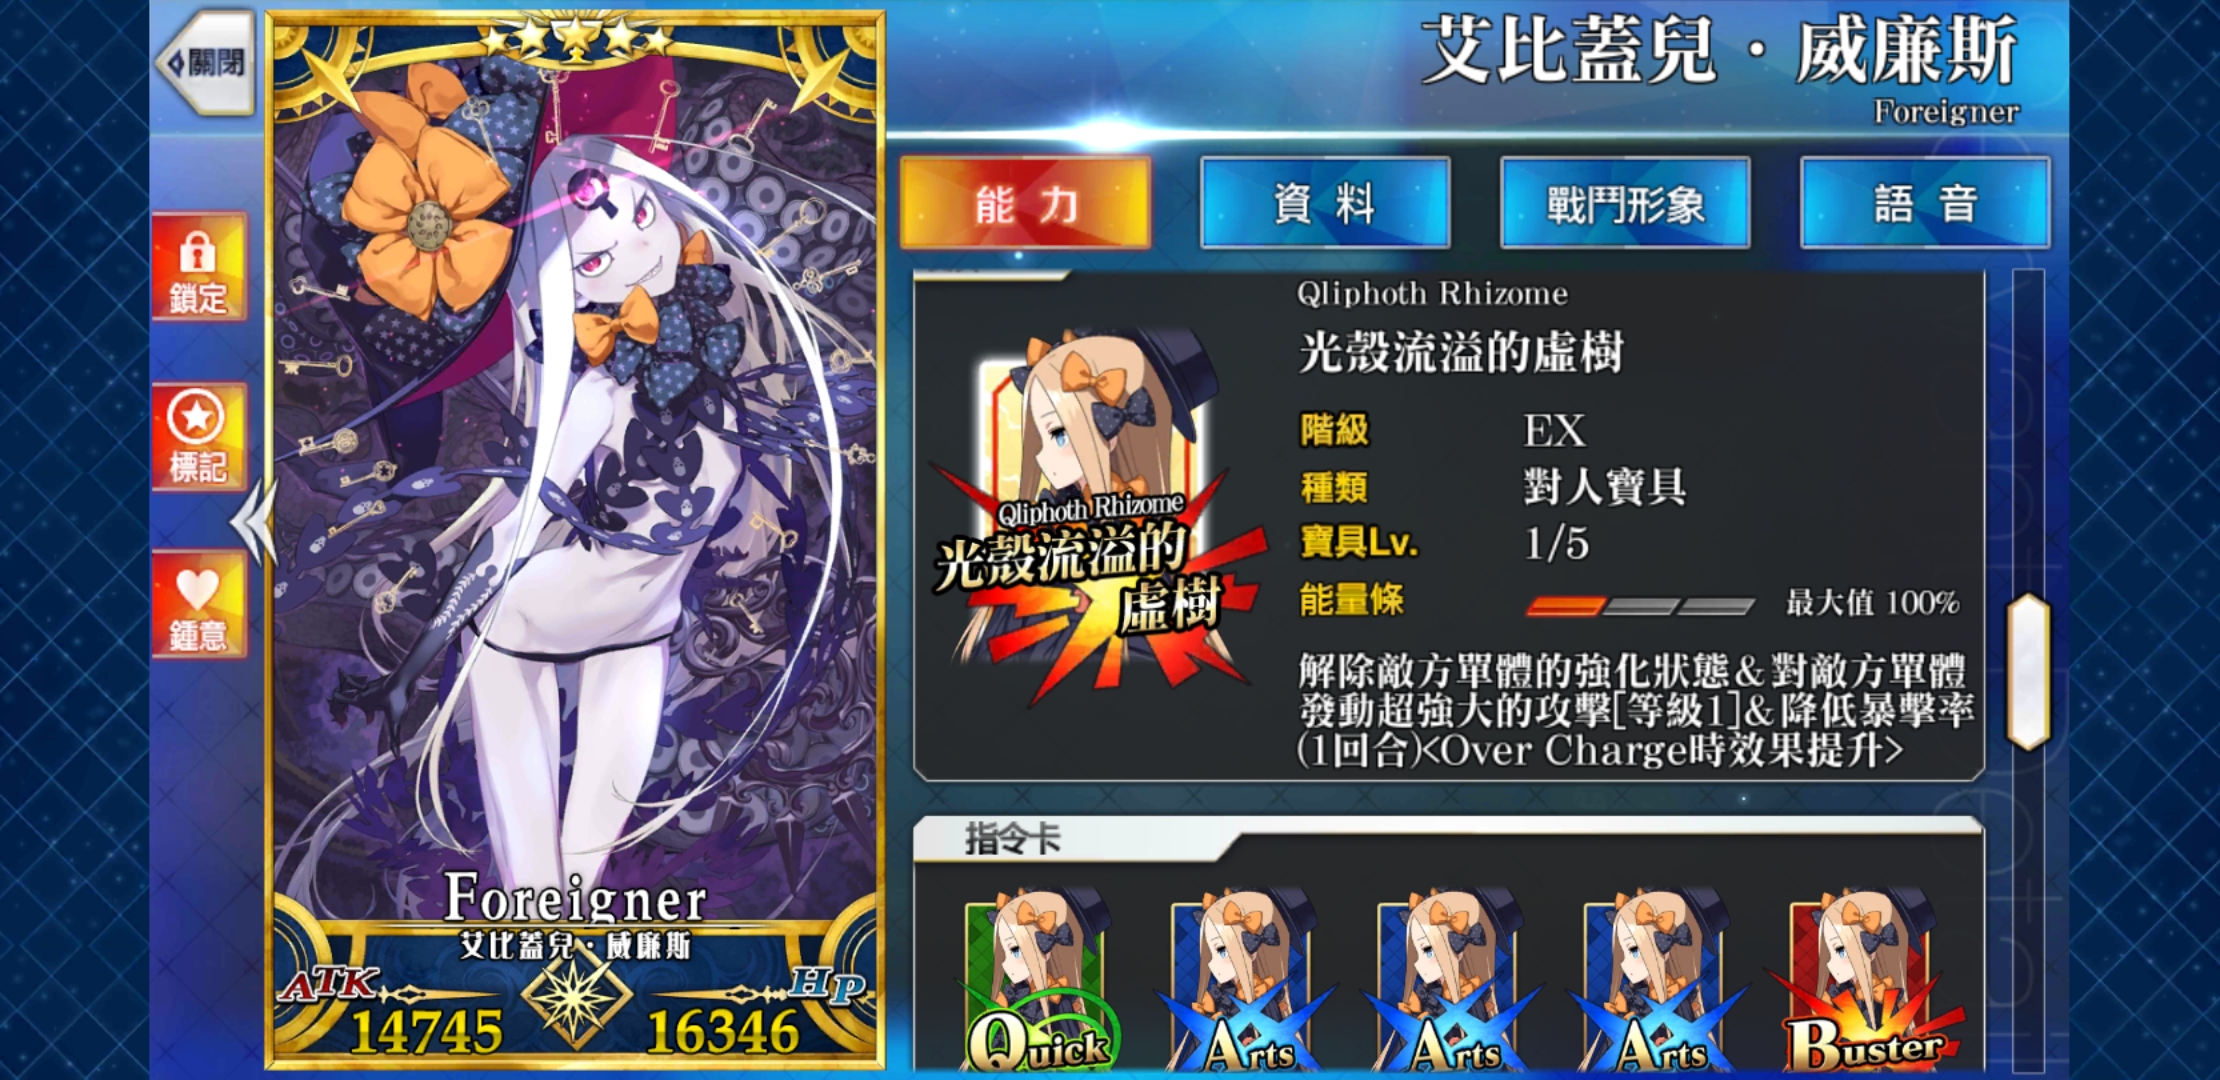 關閉
鎖定
標記
鍾意
Foreigner
艾比蓋兒・威廉斯
ATK
14745
HP
16346
艾比蓋兒・威廉斯
Foreigner
能力
資料
戰鬥形象
語音
Qliphoth Rhizome
光殼流溢的虛樹
Qliphoth Rhizome
光殼流溢的
虛樹
階級 EX
種類 對人寶具
寶具Lv. 1/5
能量條 最大值 100%
解除敵方單體的強化狀態&對敵方單體
發動超強大的攻擊[等級1]&降低暴擊率
(1回合)<Over Charge時效果提升>
指令卡
Quick
Arts
Arts
Arts
Buster